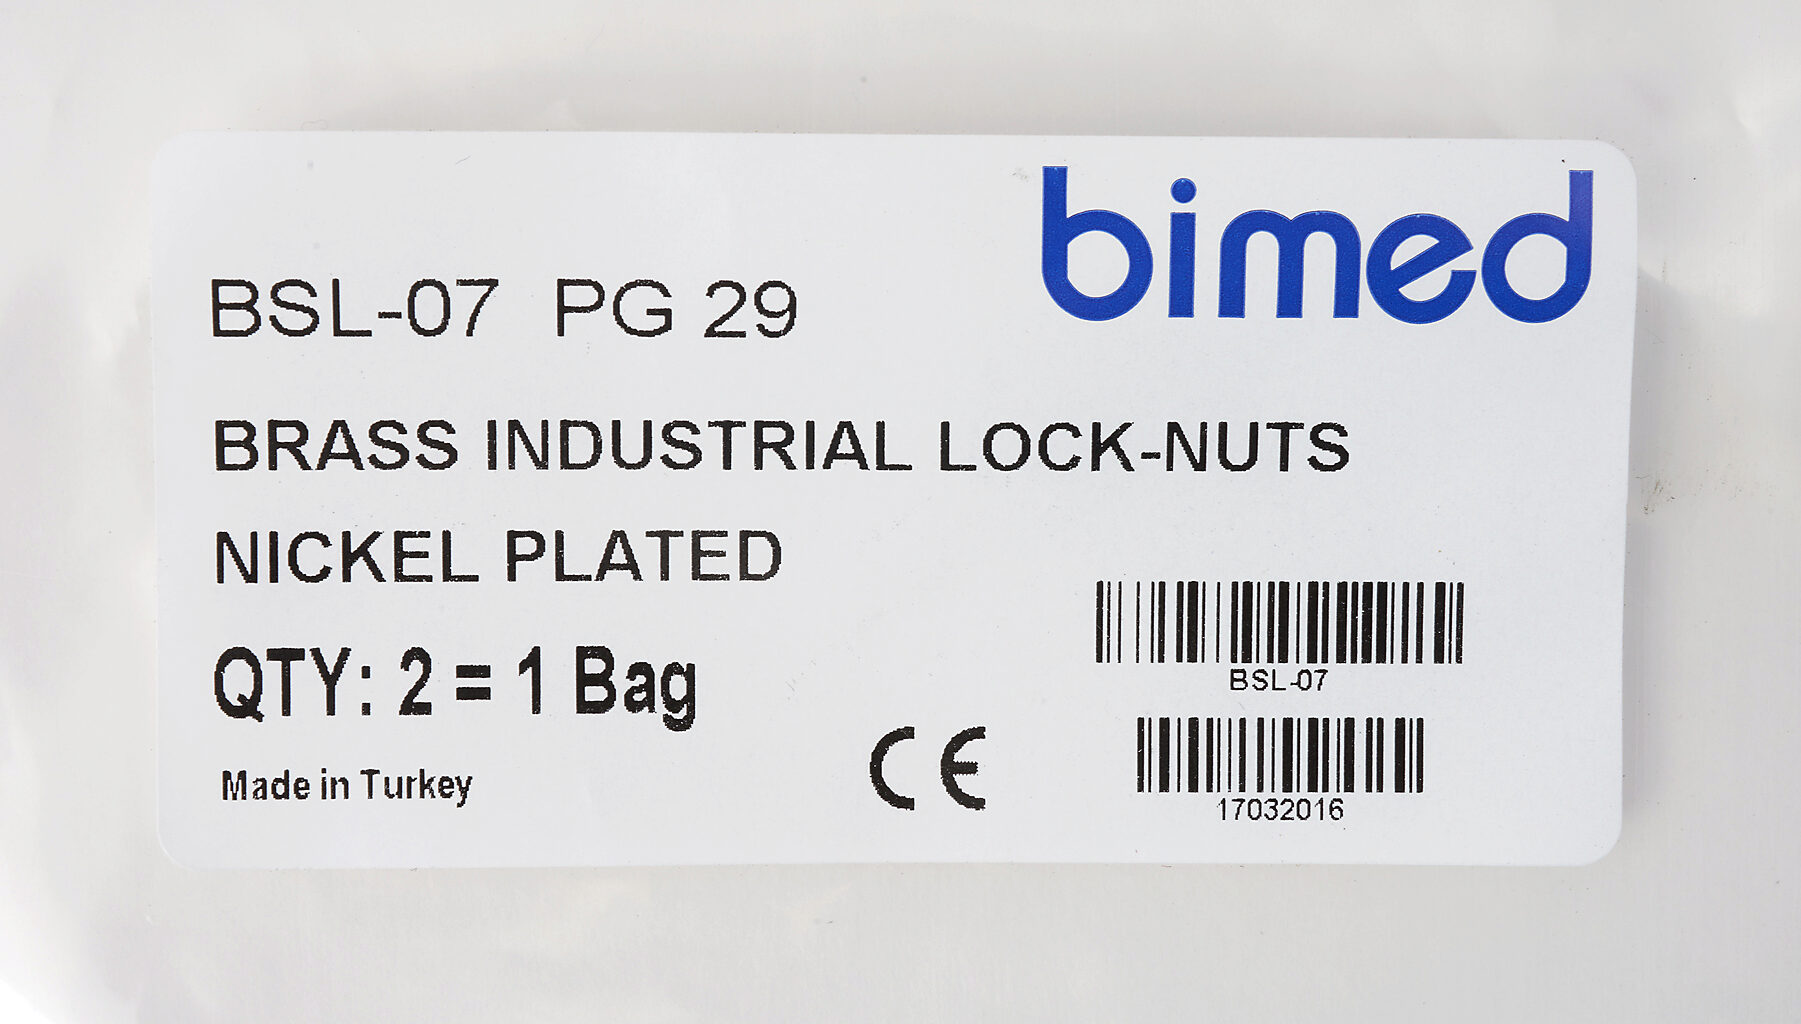 bimed
BSL-07 PG 29
BRASS INDUSTRIAL LOCK-NUTS
NICKEL PLATED
QTY: 2 = 1 Bag
BSL-07
Made in Turkey
CE
17032016